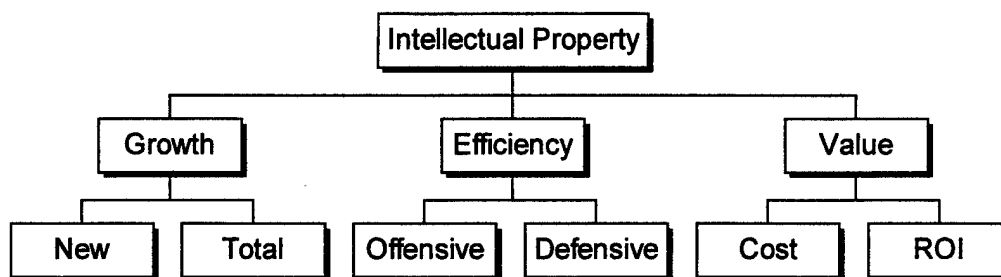 Intellectual Property
Growth
Efficiency
Value
New
Total
Offensive
Defensive
Cost
ROI